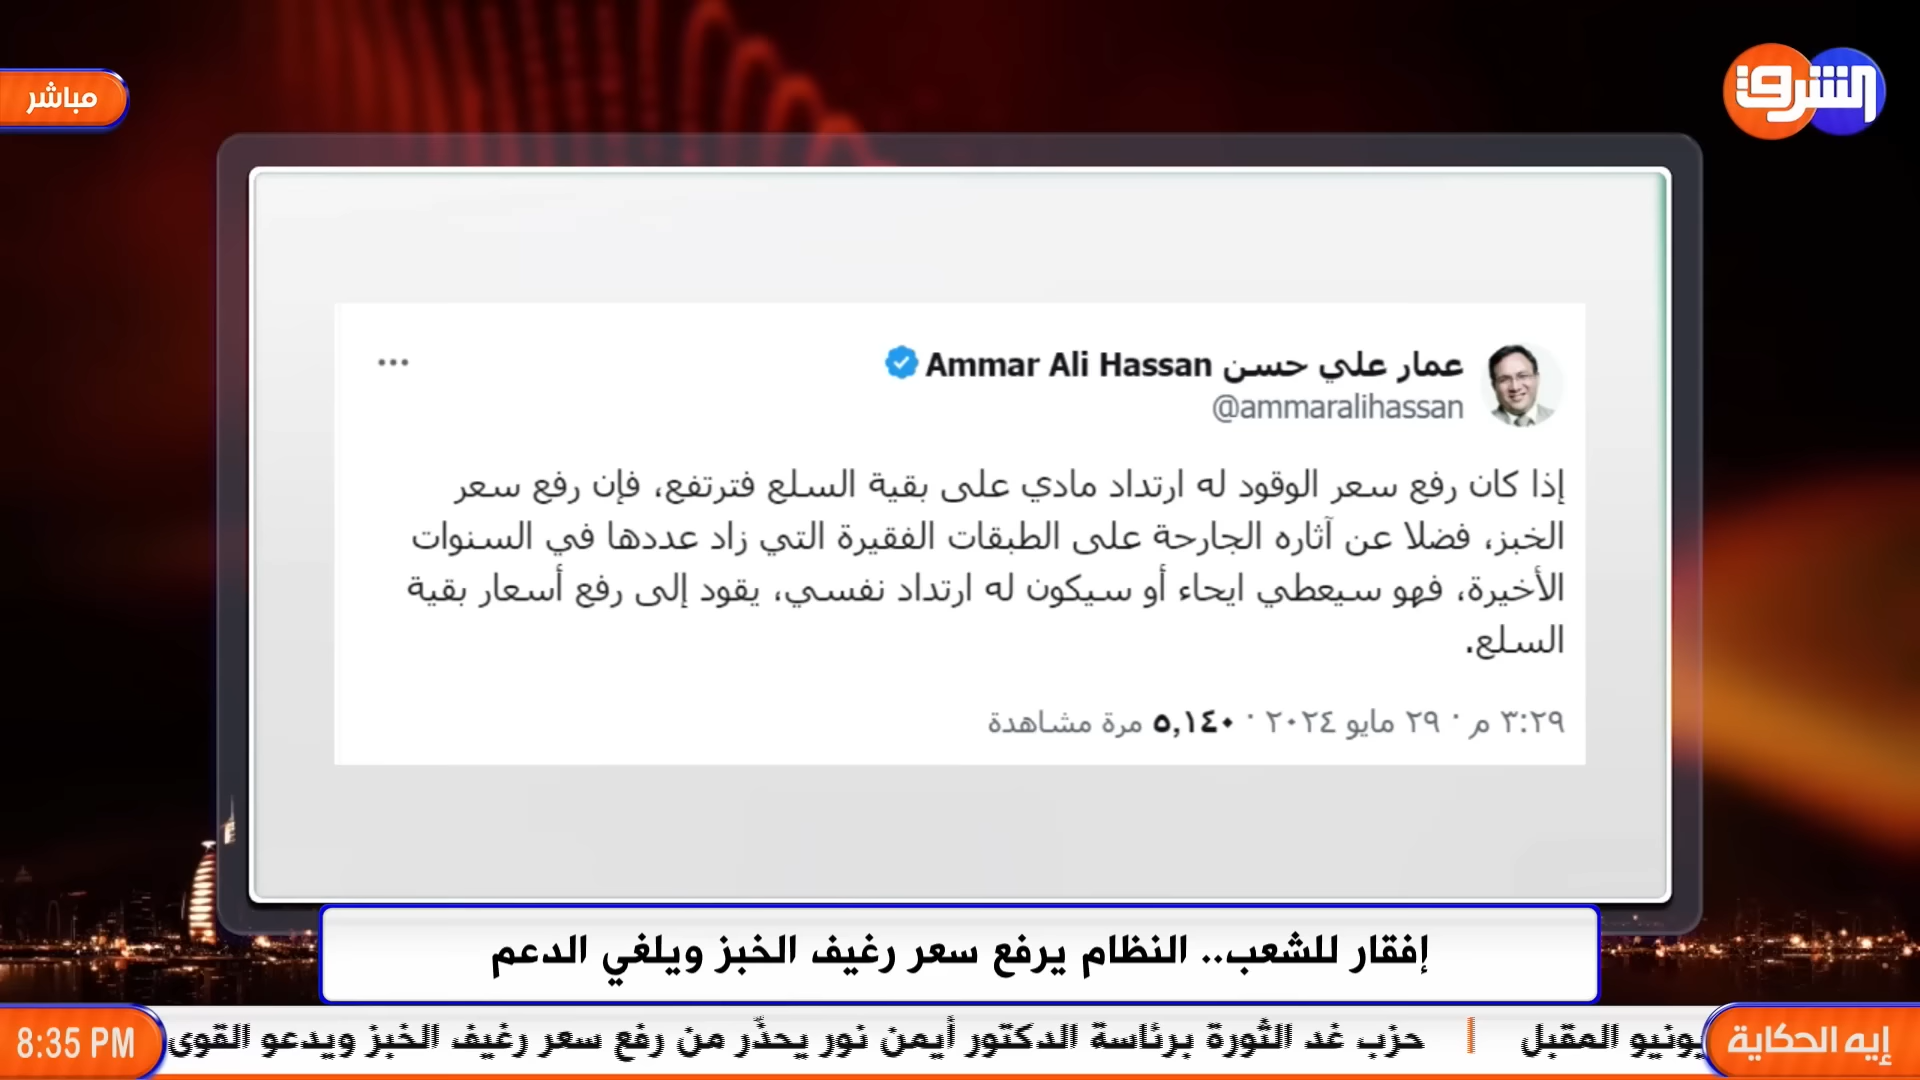 مباشر
الشرق
عمار علي حسن Ammar Ali Hassan
@ammaralihassan
إذا كان رفع سعر الوقود له ارتداد مادي على بقية السلع فترتفع، فإن رفع سعر
الخبز، فضلا عن آثاره الجارحة على الطبقات الفقيرة التي زاد عددها في السنوات
الأخيرة، فهو سيعطي ايحاء أو سيكون له ارتداد نفسي، يقود إلى رفع أسعار بقية
السلع.
٣:٢٩ م · ٢٩ مايو ٢٠٢٤ · ٥,١٤٠ مرة مشاهدة
إفقار للشعب.. النظام يرفع سعر رغيف الخبز ويلغي الدعم
إيه الحكاية
يونيو المقبل | حزب غد الثورة برئاسة الدكتور أيمن نور يحذّر من رفع سعر رغيف الخبز ويدعو القوى
8:35 PM